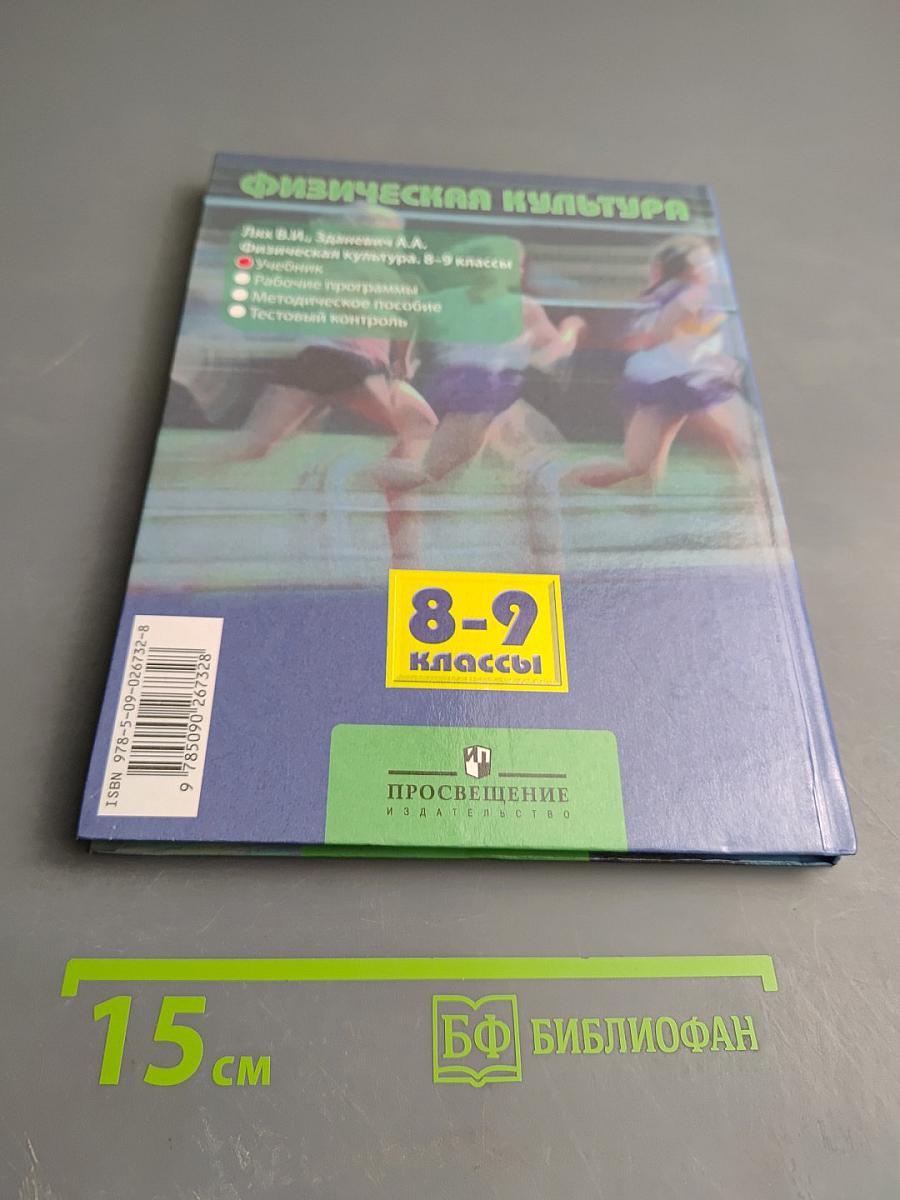 ФИЗИЧЕСКАЯ КУЛЬТУРА
Лях В.И., Зданевич А.А.
Физическая культура. 8–9 классы
Учебник
Рабочие программы
Методическое пособие
Тестовый контроль
8-9
классы
ISBN 978-5-09-026732-8
9 785090 267328
ИП
ПРОСВЕЩЕНИЕ
ИЗДАТЕЛЬСТВО
15 см
БФ БИБЛИОФАН